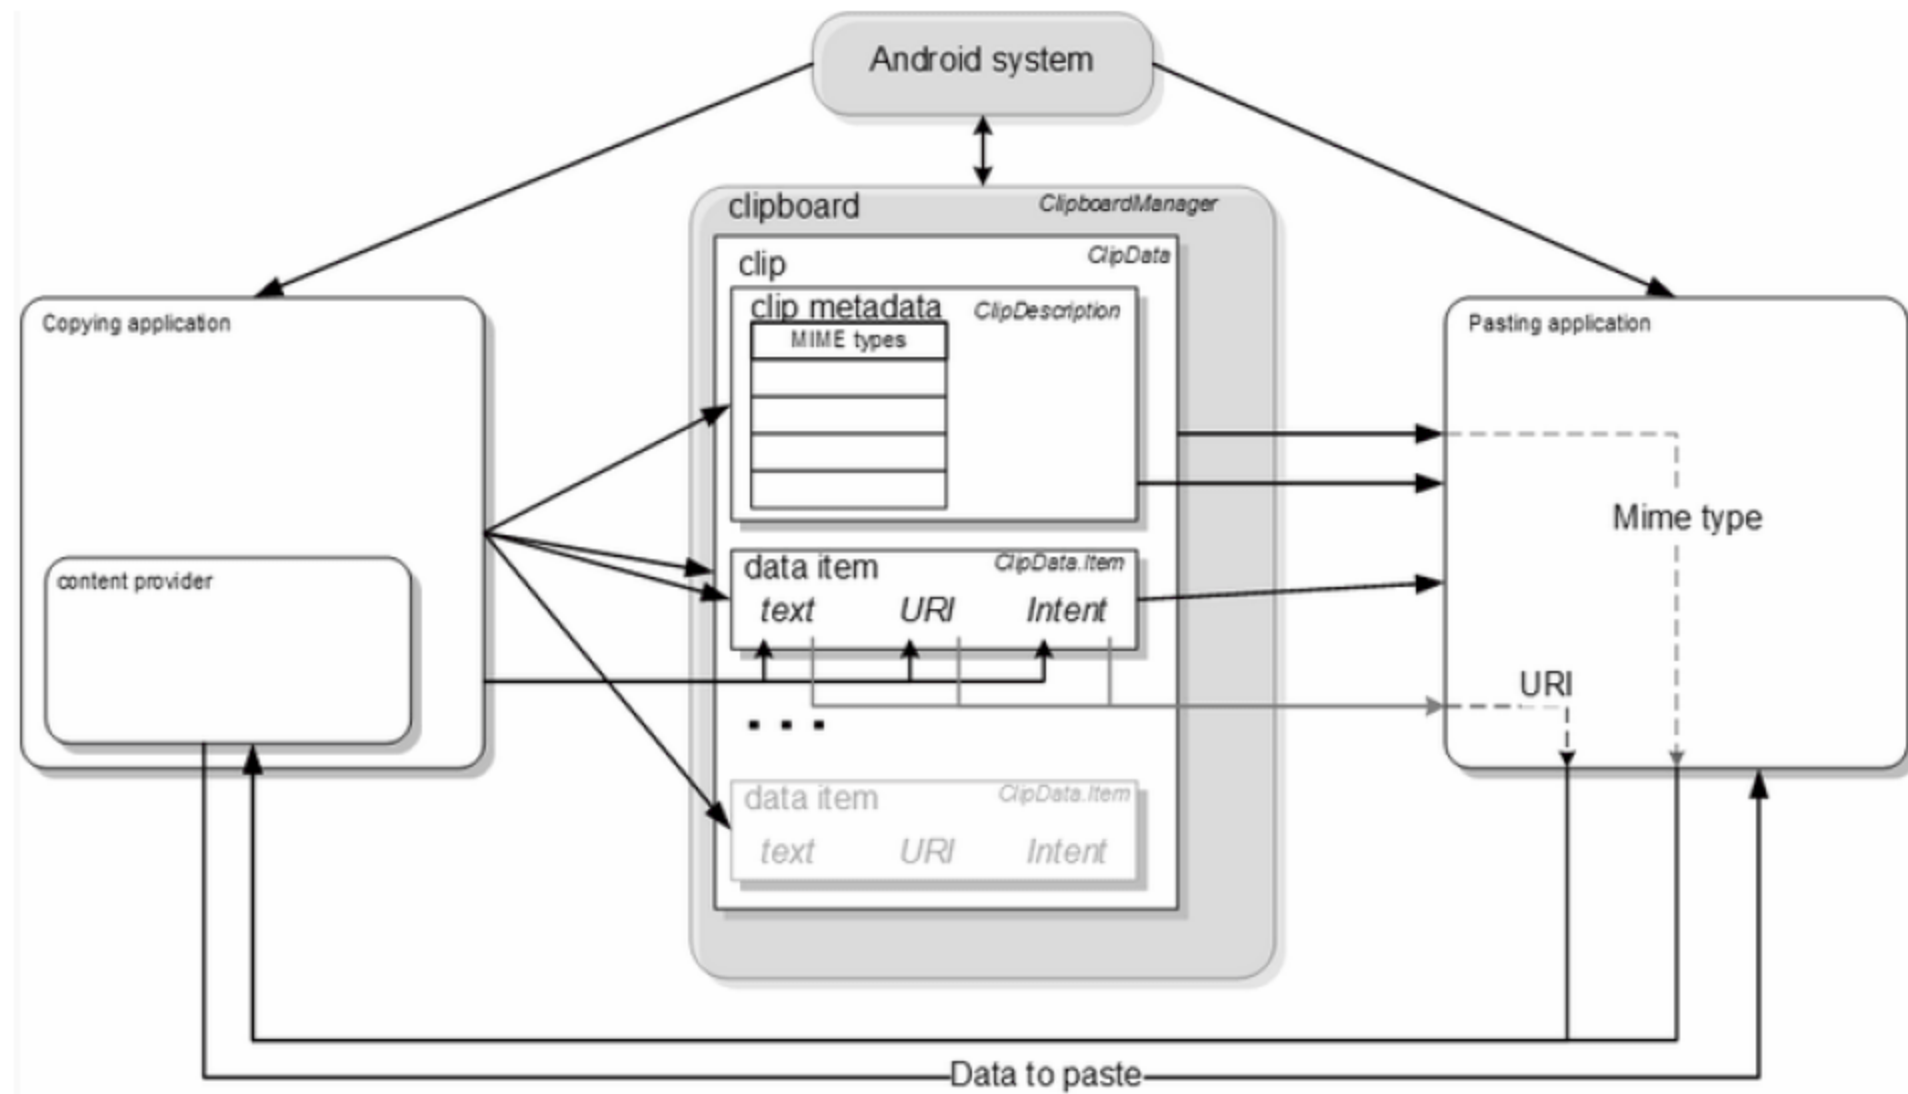 Android system
clipboard
ClipboardManager
clip
ClipData
clip metadata
ClipDescription
MIME types
Copying application
content provider
data item
ClipData.Item
text URI Intent
...
data item
ClipData.Item
text URI Intent
Pasting application
Mime type
URI
Data to paste